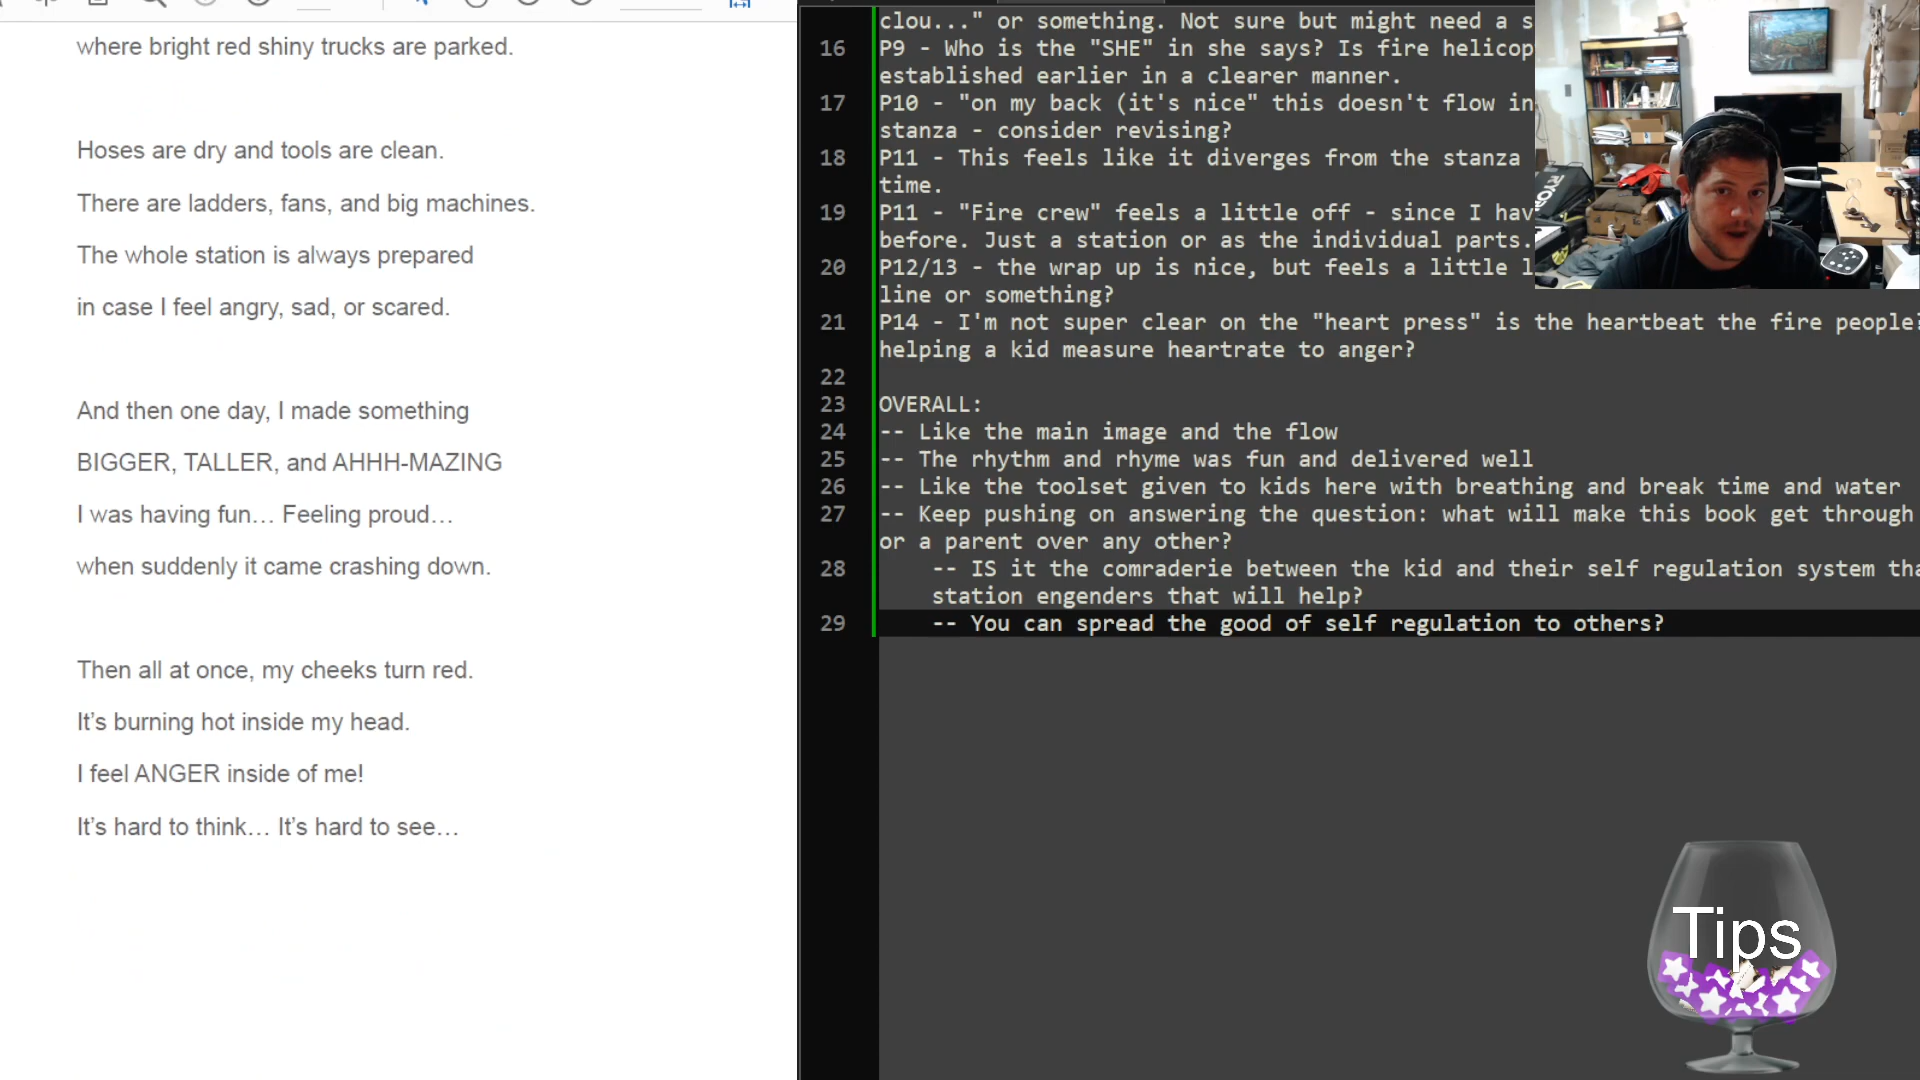 where bright red shiny trucks are parked.
Hoses are dry and tools are clean.
There are ladders, fans, and big machines.
The whole station is always prepared
in case I feel angry, sad, or scared.
And then one day, I made something
BIGGER, TALLER, and AHHH-MAZING
I was having fun… Feeling proud…
when suddenly it came crashing down.
Then all at once, my cheeks turn red.
It’s burning hot inside my head.
I feel ANGER inside of me!
It’s hard to think… It’s hard to see…
clou..." or something. Not sure but might need a s
16 P9 - Who is the "SHE" in she says? Is fire helicop
established earlier in a clearer manner.
17 P10 - "on my back (it's nice" this doesn't flow in
stanza - consider revising?
18 P11 - This feels like it diverges from the stanza
time.
19 P11 - "Fire crew" feels a little off - since I hav
before. Just a station or as the individual parts.
20 P12/13 - the wrap up is nice, but feels a little l
line or something?
21 P14 - I'm not super clear on the "heart press" is the heartbeat the fire people?
helping a kid measure heartrate to anger?
22
23 OVERALL:
24 -- Like the main image and the flow
25 -- The rhythm and rhyme was fun and delivered well
26 -- Like the toolset given to kids here with breathing and break time and water
27 -- Keep pushing on answering the question: what will make this book get through
or a parent over any other?
28 -- IS it the comraderie between the kid and their self regulation system tha
station engenders that will help?
29 -- You can spread the good of self regulation to others?
RYOBI
Tips